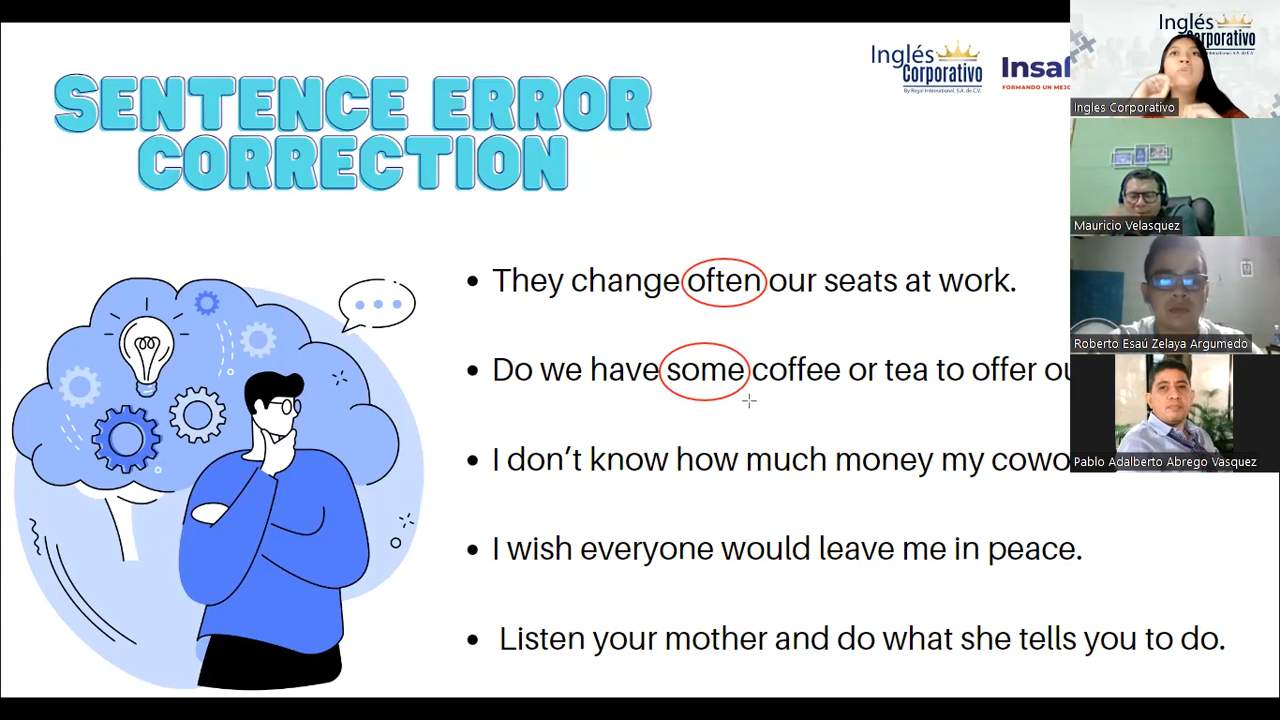 SENTENCE ERROR
CORRECTION
Inglés
Corporativo
By Regal International, S.A. de C.V.
Insaf
FORMANDO UN MEJO
They change often our seats at work.
Do we have some coffee or tea to offer ou
I don’t know how much money my cowo
I wish everyone would leave me in peace.
Listen your mother and do what she tells you to do.
Inglés
Corporativo
Ingles Corporativo
Mauricio Velasquez
Roberto Esaú Zelaya Argumedo
Pablo Adalberto Abrego Vasquez